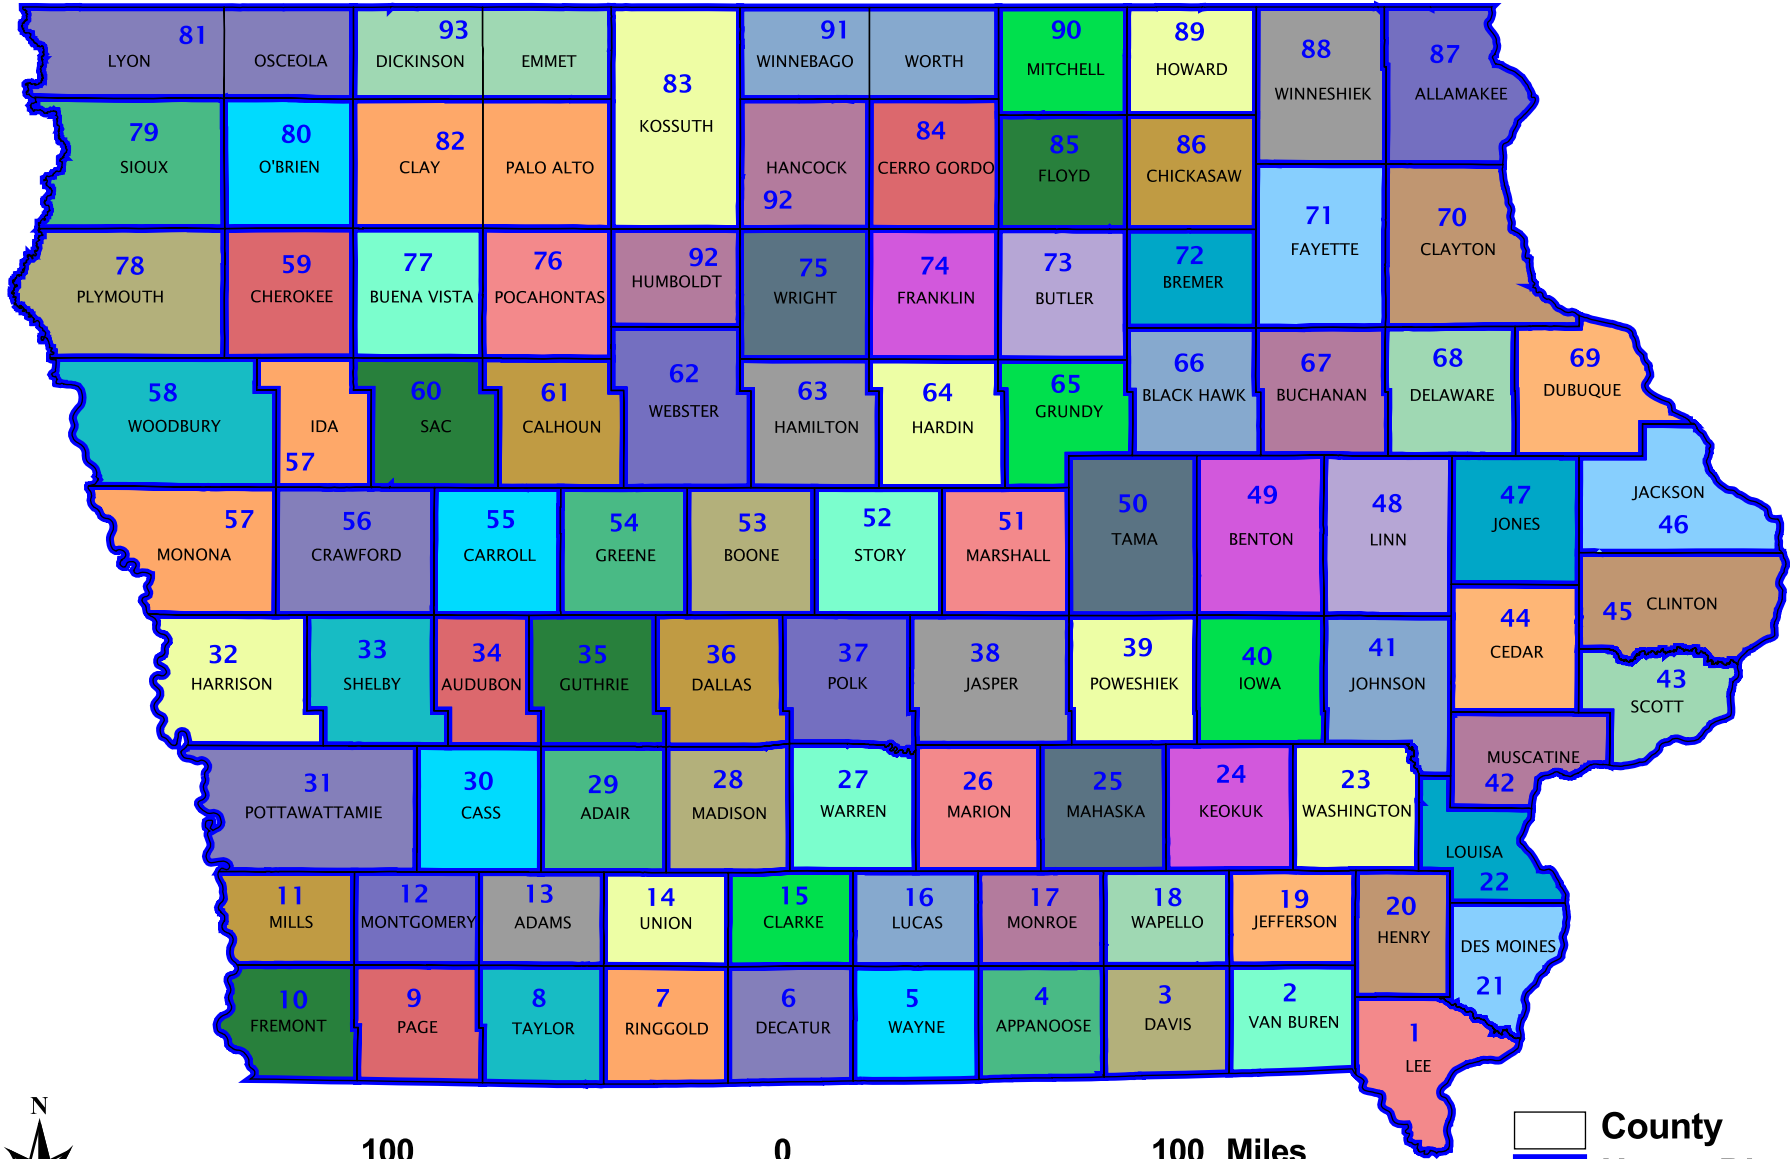 81
LYON
OSCEOLA
93
DICKINSON
EMMET
83
KOSSUTH
91
WINNEBAGO
WORTH
90
MITCHELL
89
HOWARD
88
WINNESHIEK
87
ALLAMAKEE
79
SIOUX
80
O'BRIEN
82
CLAY
PALO ALTO
HANCOCK
92
84
CERRO GORDO
85
FLOYD
86
CHICKASAW
71
FAYETTE
70
CLAYTON
78
PLYMOUTH
59
CHEROKEE
77
BUENA VISTA
76
POCAHONTAS
92
HUMBOLDT
75
WRIGHT
74
FRANKLIN
73
BUTLER
72
BREMER
58
WOODBURY
IDA
57
60
SAC
61
CALHOUN
62
WEBSTER
63
HAMILTON
64
HARDIN
65
GRUNDY
66
BLACK HAWK
67
BUCHANAN
68
DELAWARE
69
DUBUQUE
57
MONONA
56
CRAWFORD
55
CARROLL
54
GREENE
53
BOONE
52
STORY
51
MARSHALL
50
TAMA
49
BENTON
48
LINN
47
JONES
JACKSON
46
45 CLINTON
32
HARRISON
33
SHELBY
34
AUDUBON
35
GUTHRIE
36
DALLAS
37
POLK
38
JASPER
39
POWESHIEK
40
IOWA
41
JOHNSON
44
CEDAR
43
SCOTT
MUSCATINE
42
31
POTTAWATTAMIE
30
CASS
29
ADAIR
28
MADISON
27
WARREN
26
MARION
25
MAHASKA
24
KEOKUK
23
WASHINGTON
LOUISA
22
11
MILLS
12
MONTGOMERY
13
ADAMS
14
UNION
15
CLARKE
16
LUCAS
17
MONROE
18
WAPELLO
19
JEFFERSON
20
HENRY
DES MOINES
21
10
FREMONT
9
PAGE
8
TAYLOR
7
RINGGOLD
6
DECATUR
5
WAYNE
4
APPANOOSE
3
DAVIS
2
VAN BUREN
1
LEE
N
100 0 100 Miles
County